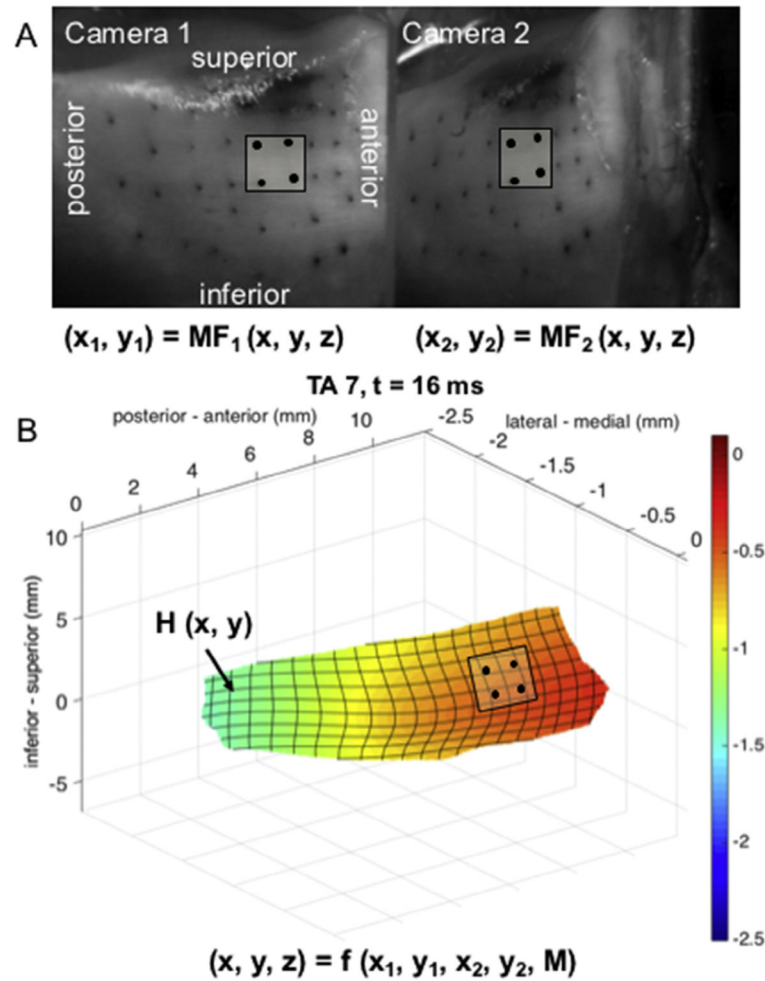 A
Camera 1
Camera 2
superior
posterior
anterior
inferior
(x₁, y₁) = MF₁ (x, y, z)
(x₂, y₂) = MF₂ (x, y, z)
TA 7, t = 16 ms
B
posterior - anterior (mm)
lateral - medial (mm)
0 2 4 6 8 10
-2.5 -2 -1.5 -1 -0.5 0
inferior - superior (mm)
10
5
0
-5
H (x, y)
0
-0.5
-1
-1.5
-2
-2.5
(x, y, z) = f (x₁, y₁, x₂, y₂, M)